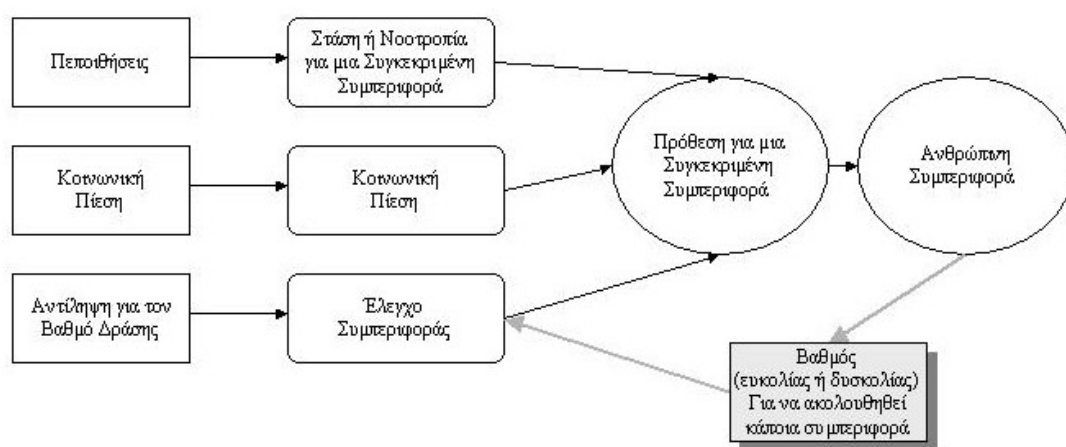 Πεποιθήσεις
Στάση ή Νοοτροπία
για μια Συγκεκριμένη
Συμπεριφορά
Πρόθεση για μια
Συγκεκριμένη
Συμπεριφορά
Ανθρώπινη
Συμπεριφορά
Κοινωνική
Πίεση
Κοινωνική
Πίεση
Αντίληψη για τον
Βαθμό Δράσης
Έλεγχο
Συμπεριφοράς
Βαθμός
(ευκολίας ή δυσκολίας)
Για να ακολουθηθεί
κάποια συμπεριφορά